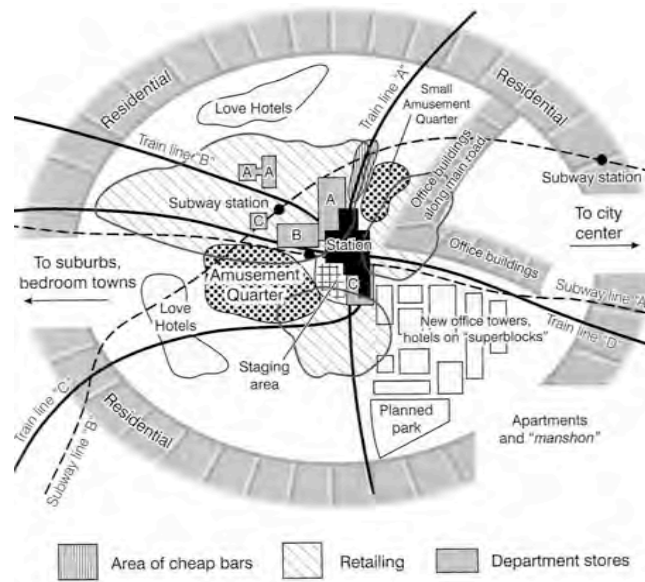 Residential
Love Hotels
Train line "A"
Small
Amusement
Quarter
Residential
Train line "B"
A
A
A
Office buildings
along main road
Subway station
Subway station
C
B
Station
To city
center
Office buildings
To suburbs,
bedroom towns
Amusement
Quarter
C
Subway line "A"
Love
Hotels
New office towers,
hotels on "superblocks"
Train line "D"
Staging
area
Train line "C"
Subway line "B"
Residential
Planned
park
Apartments
and "manshon"
Area of cheap bars
Retailing
Department stores